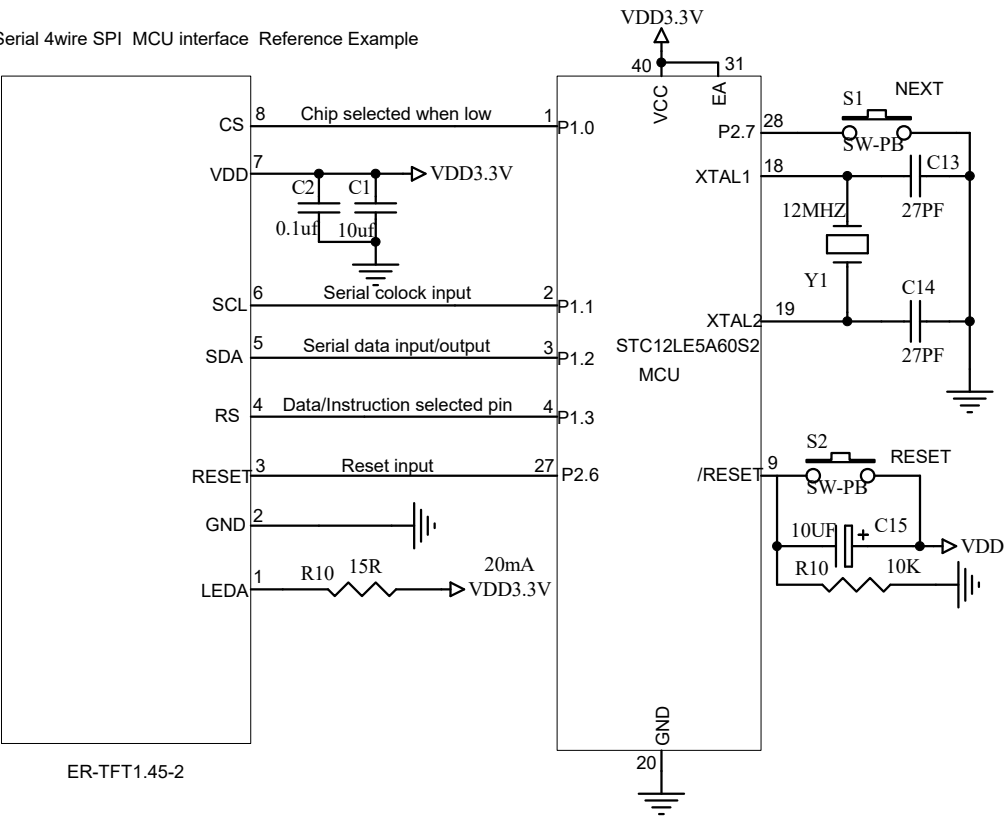 Serial 4wire SPI  MCU interface  Reference Example
VDD3.3V
40
31
VCC
EA
CS
8
Chip selected when low
1
P1.0
VDD
7
C2
C1
VDD3.3V
0.1uf
10uf
SCL
6
Serial colock input
2
P1.1
SDA
5
Serial data input/output
3
P1.2
RS
4
Data/Instruction selected pin
4
P1.3
RESET
3
Reset input
27
P2.6
GND
2
LEDA
1
R10
15R
20mA
VDD3.3V
ER-TFT1.45-2
P2.7
28
S1
NEXT
SW-PB
XTAL1
18
C13
27PF
12MHZ
Y1
C14
XTAL2
19
27PF
STC12LE5A60S2
MCU
S2
RESET
/RESET
9
SW-PB
10UF
+
C15
VDD
R10
10K
GND
20